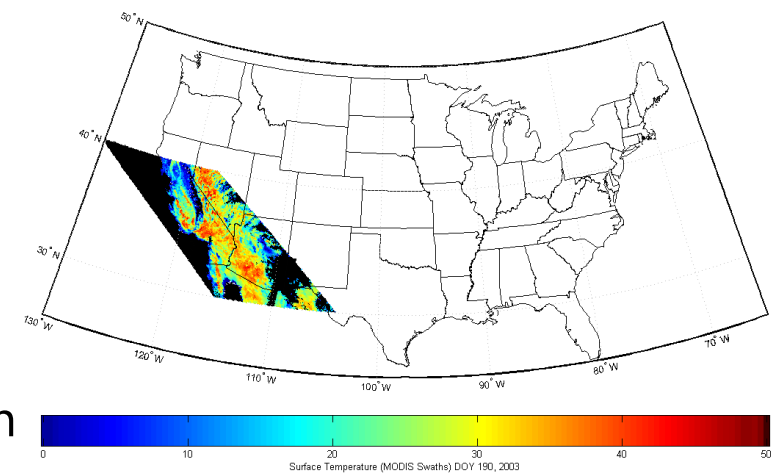 50° N
40° N
30° N
130° W
120° W
110° W
100° W
90° W
80° W
70° W
n
0 10 20 30 40 50
Surface Temperature (MODIS Swaths) DOY 190, 2003